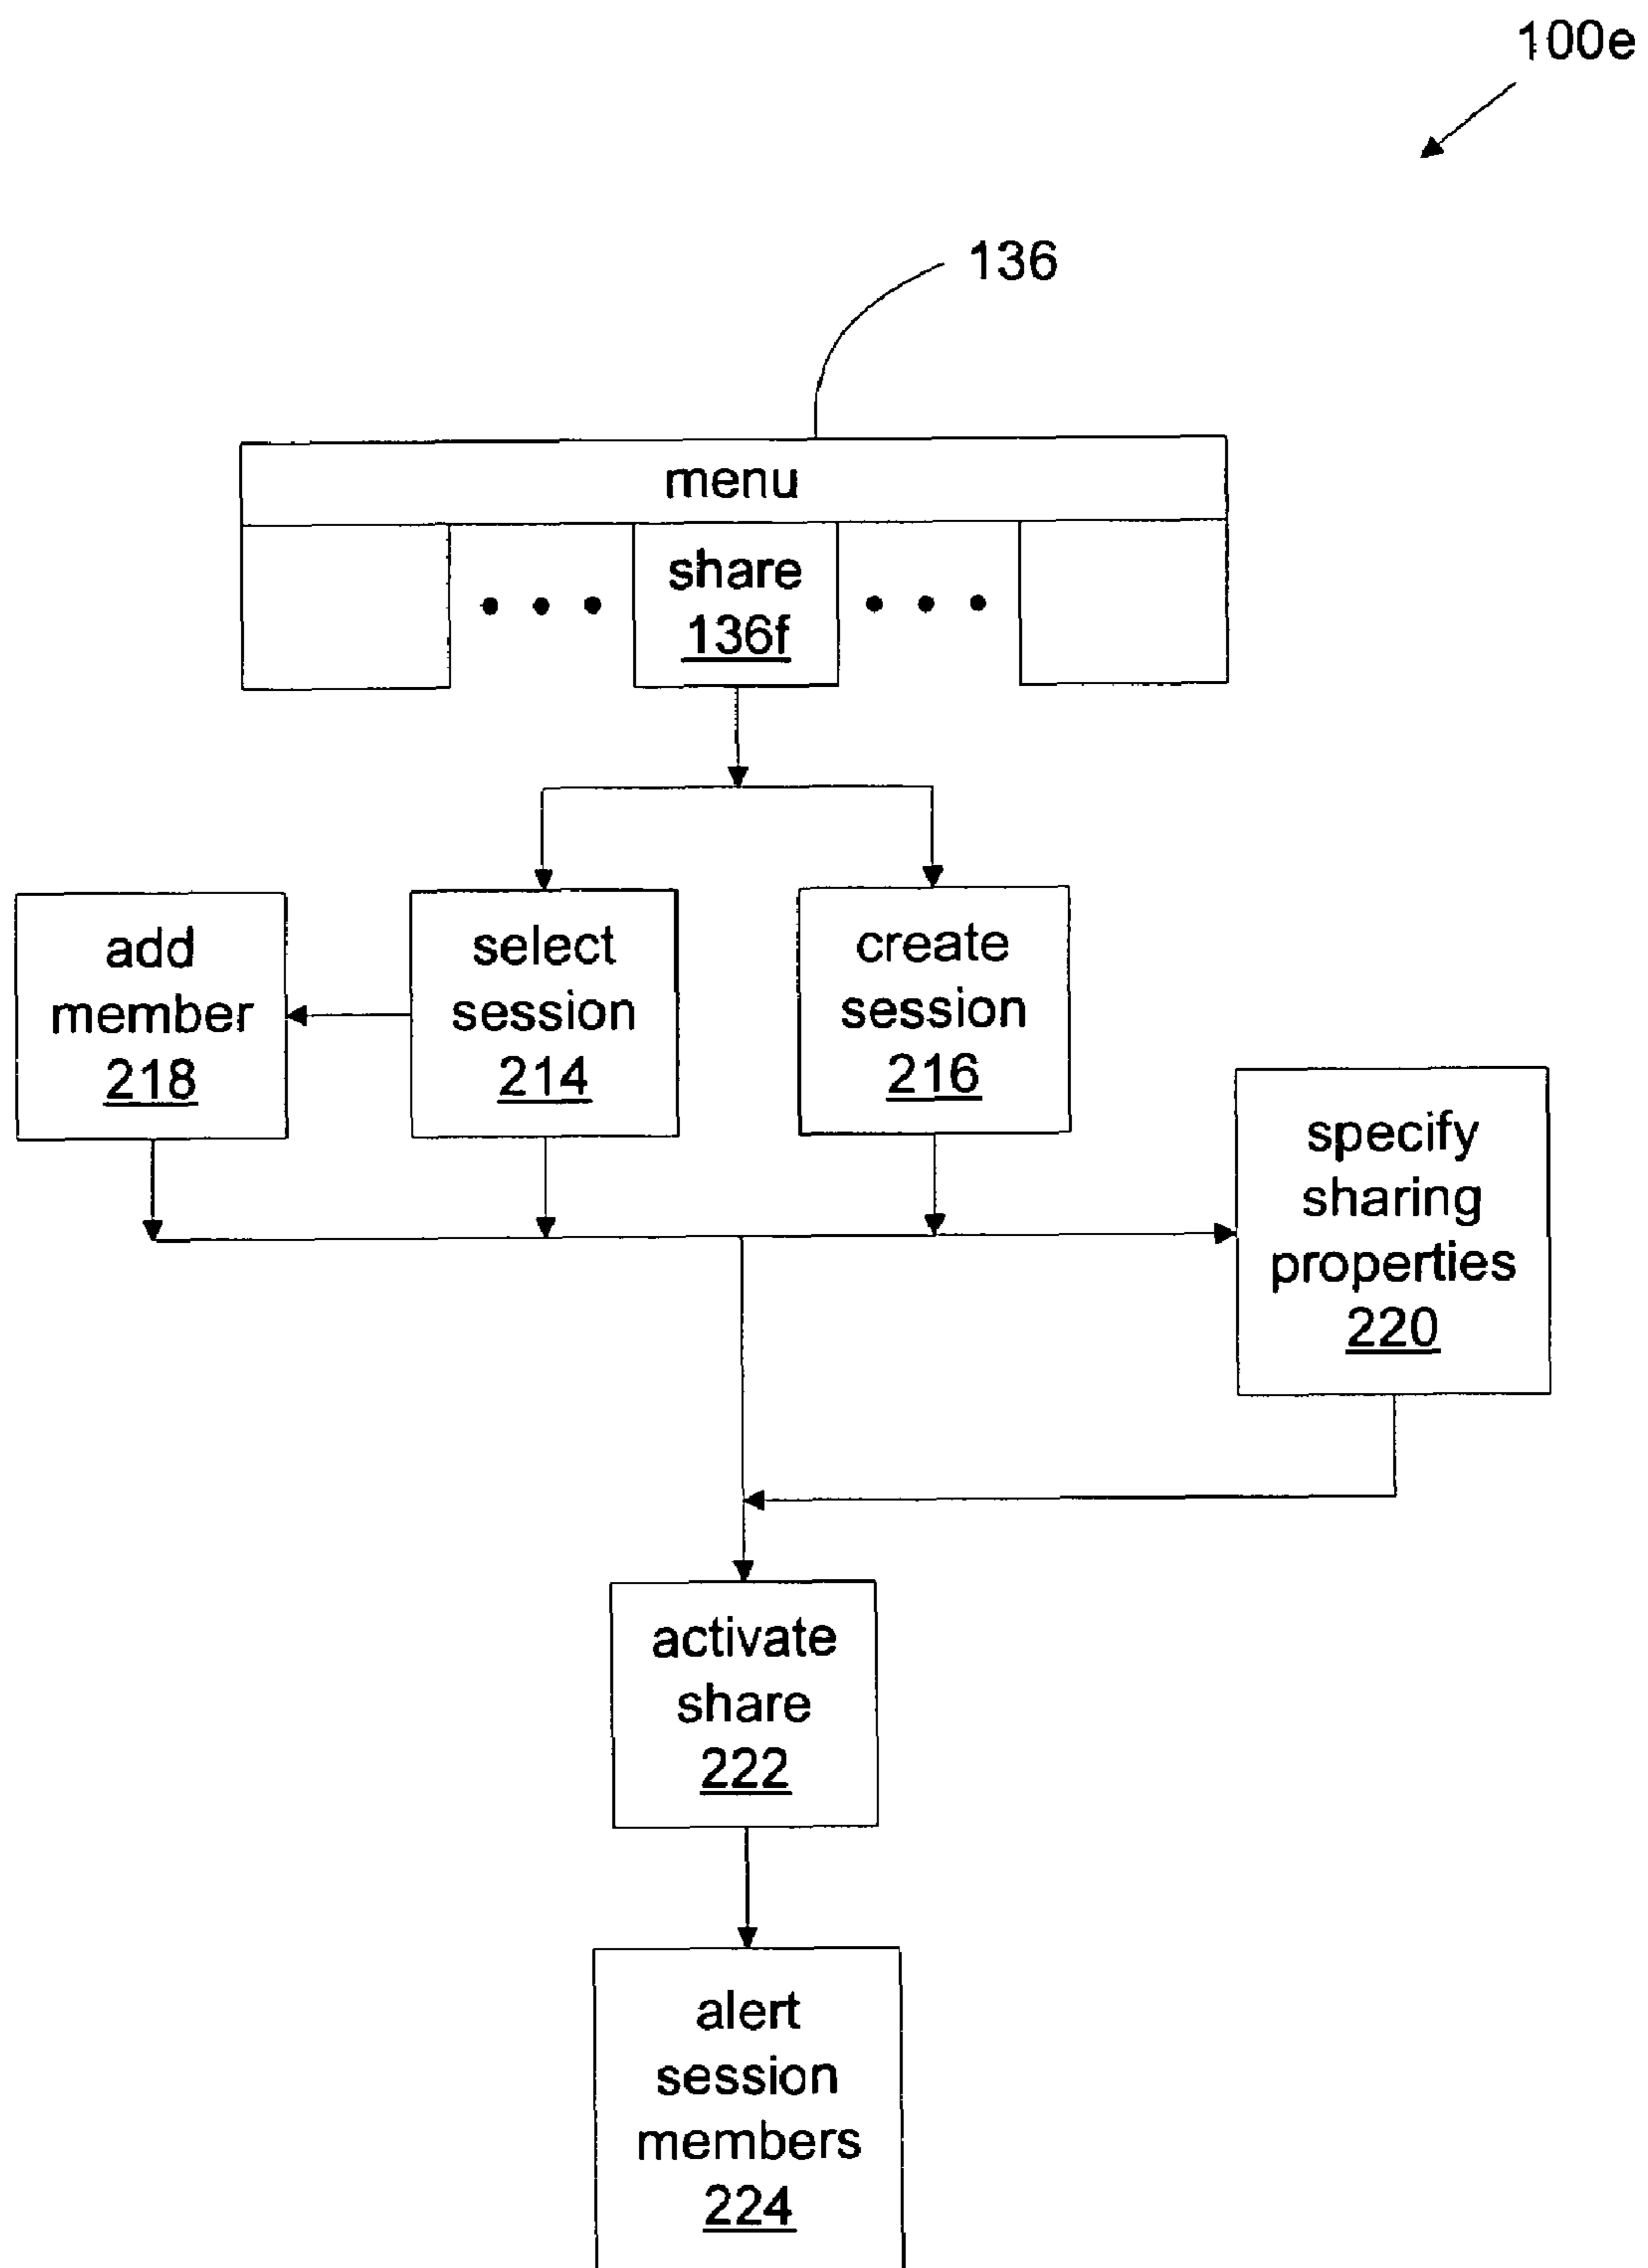 100e
136
menu
share
136f
add
member
218
select
session
214
create
session
216
specify
sharing
properties
220
activate
share
222
alert
session
members
224